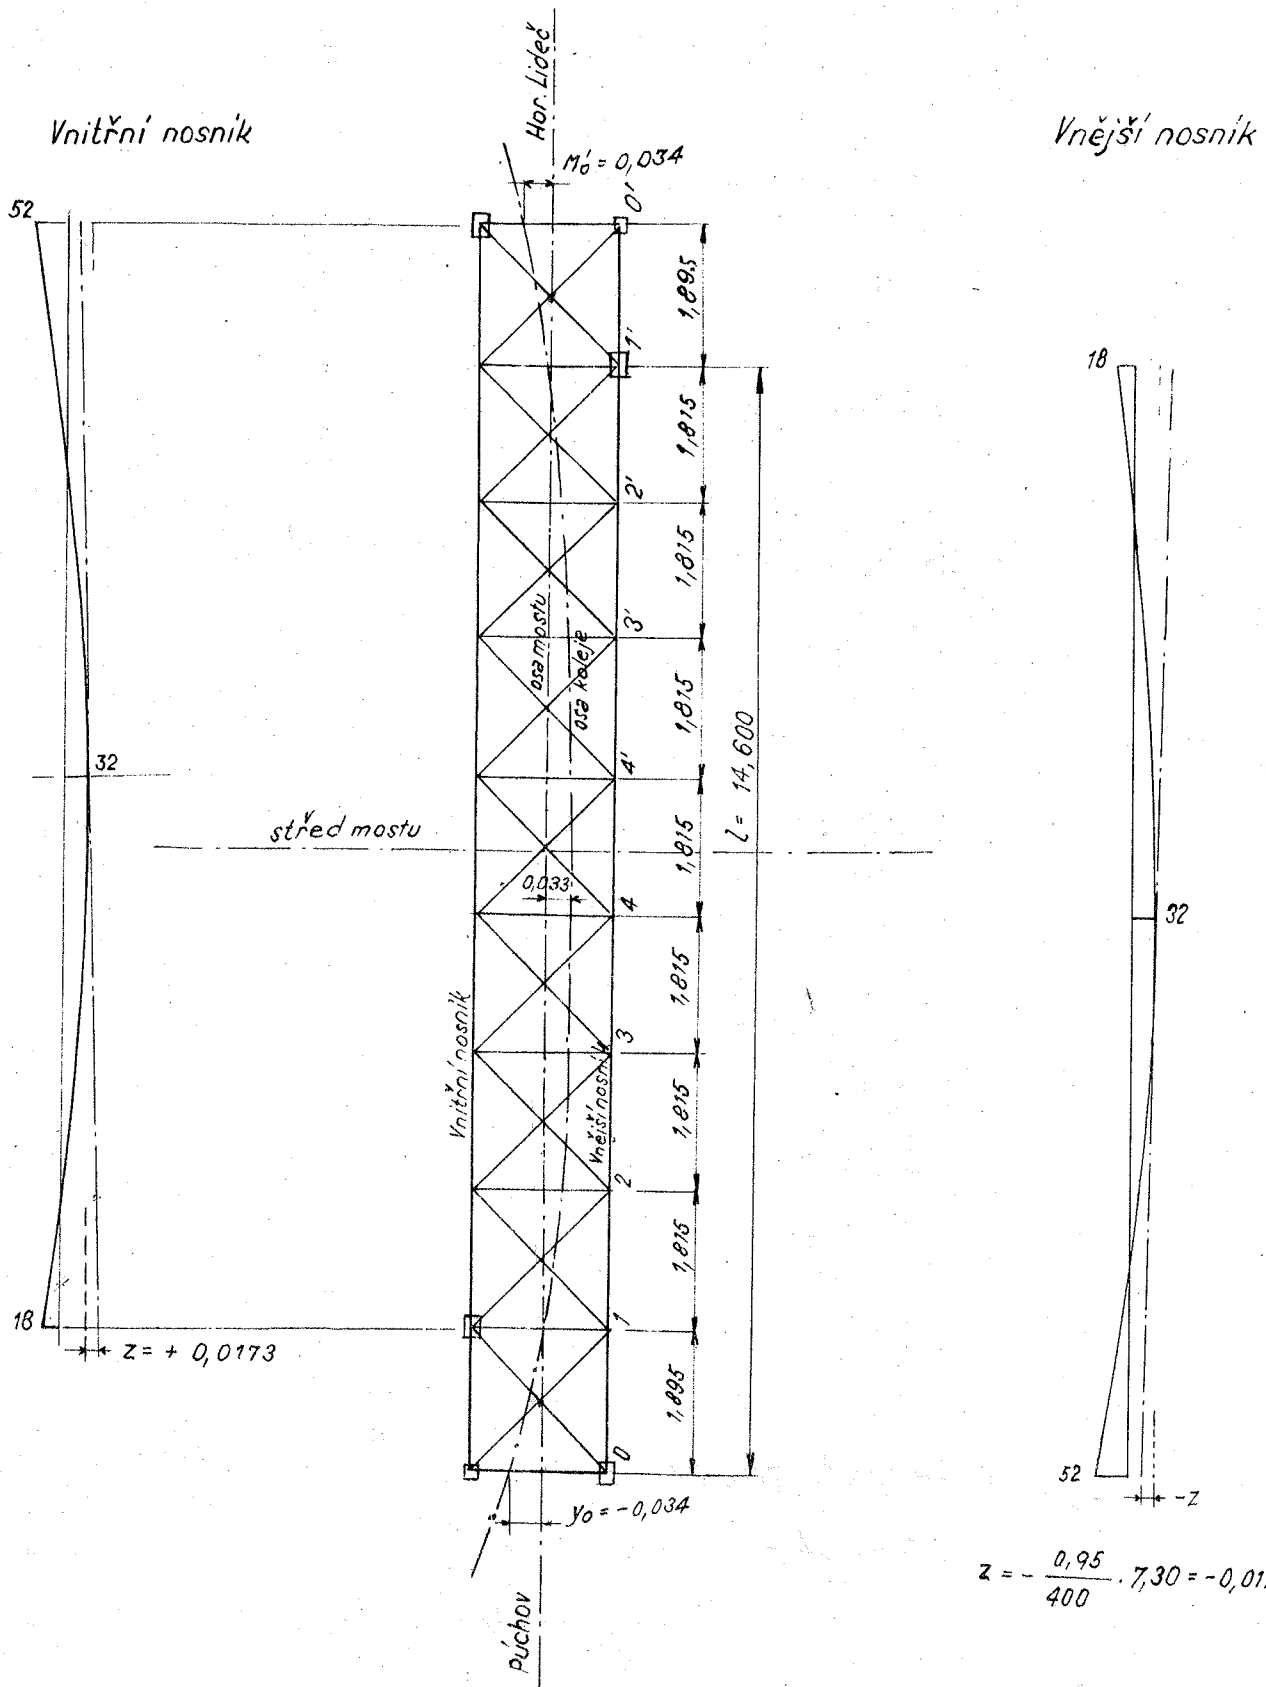 Hor. Lideč
Vnitřní nosník
Vnější nosník
M'o = 0,034
52
0'
1,895
1'
18
1,815
2'
1,815
osa mostu
osa koleje
3'
1,815
32
4'
l = 14,600
střed mostu
1,815
0,033
4
32
1,815
Vnitřní nosník
3
Vnější nosník
1,815
2
1,815
18
1
z = + 0,0173
1,895
0
52
-z
yo = -0,034
z = - 0,95/400 . 7,30 = -0,01
Púchov